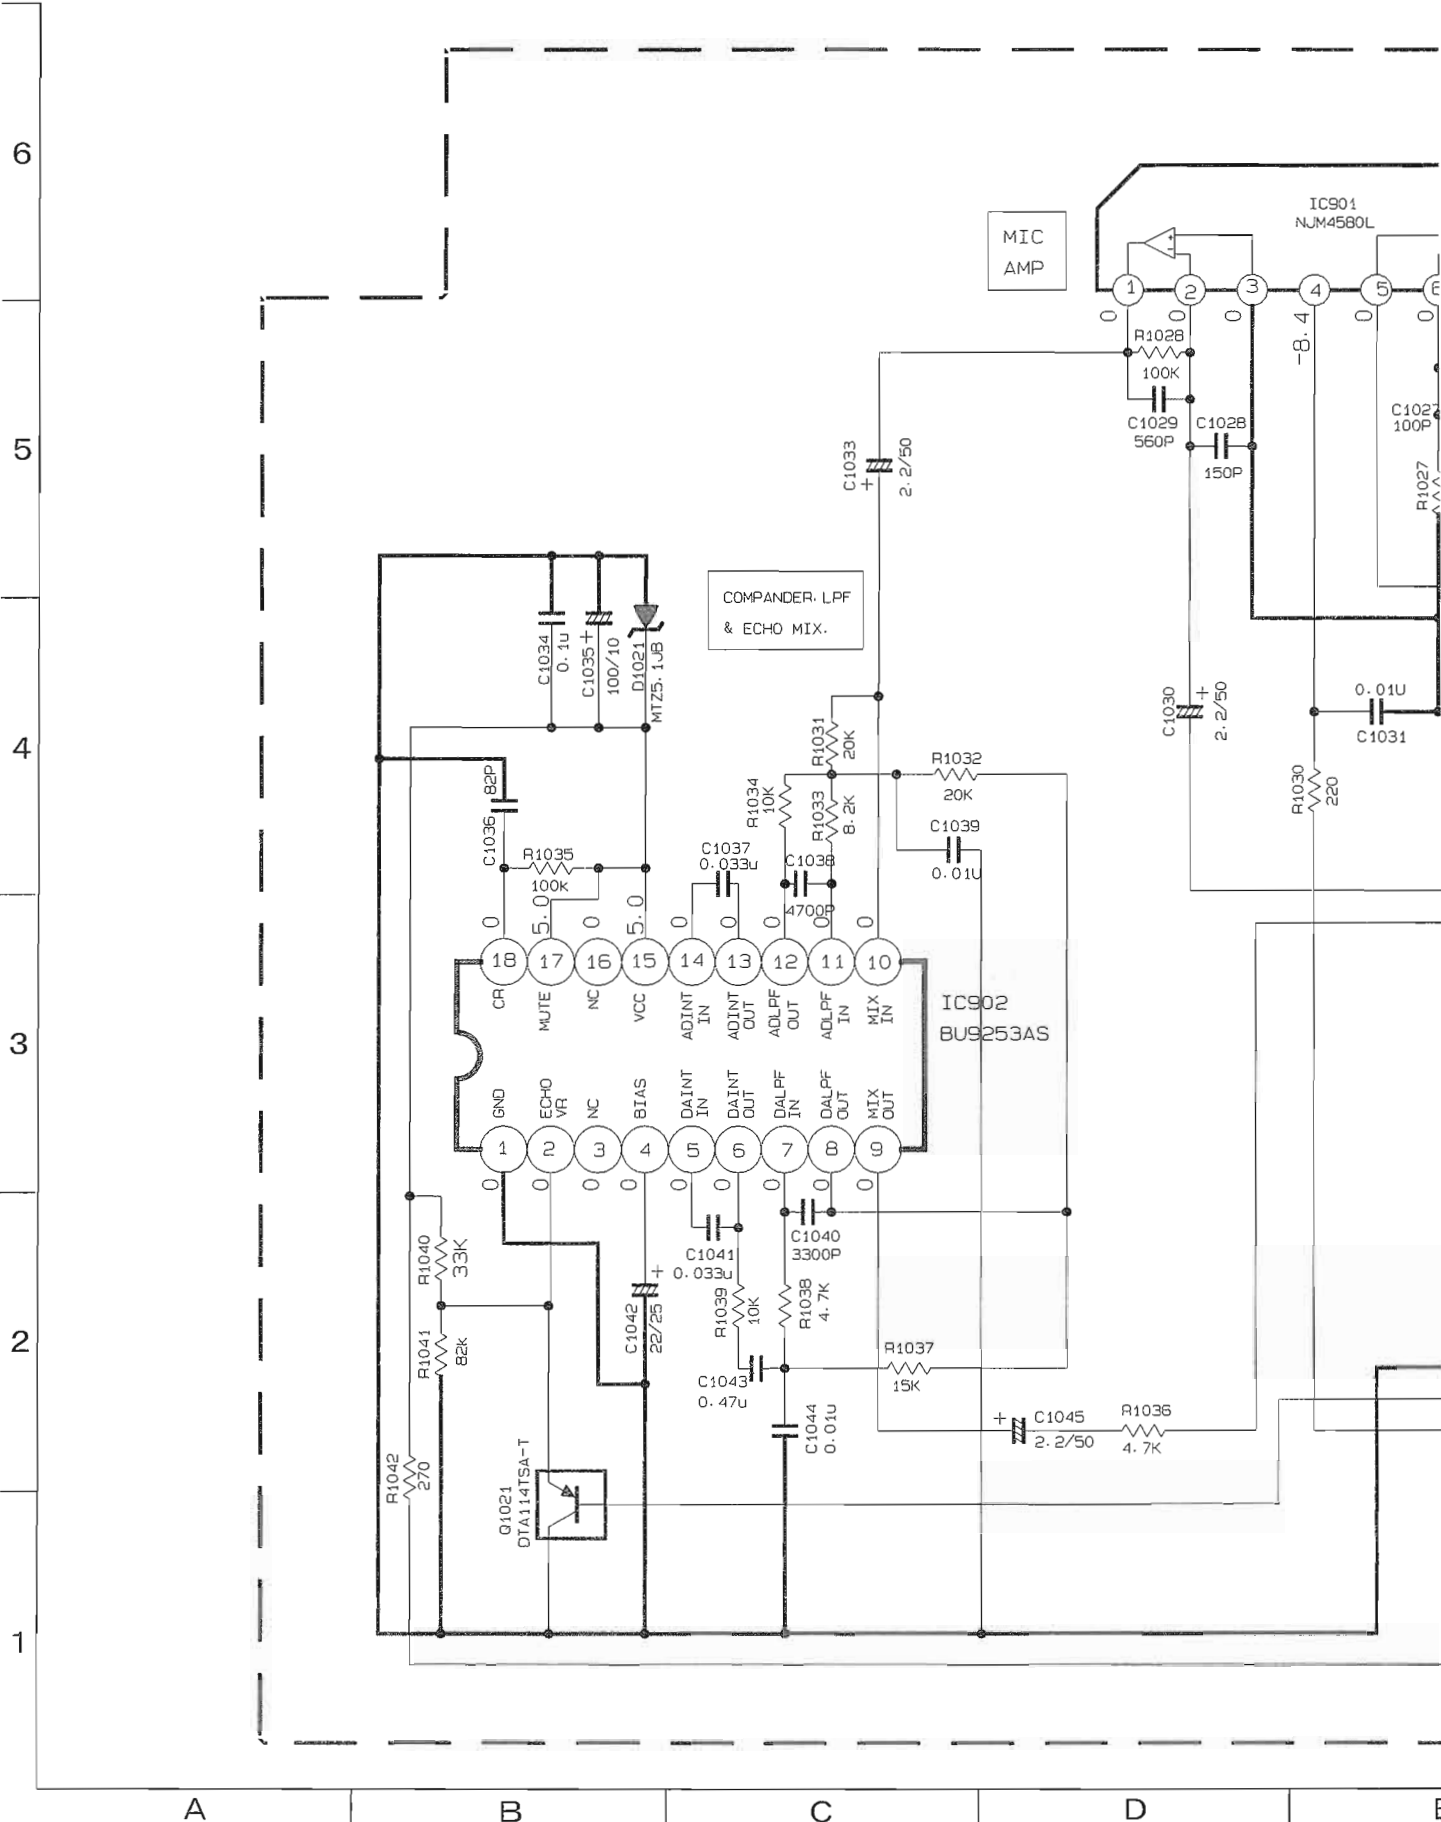 6
IC901
NJM4580L
MIC
AMP
1
2
3
4
5
6
0
0
0
-8.4
0
0
R1028
100K
C1029
560P
C1028
150P
C1027
100P
R1027
5
C1033
+
2.2/50
COMPANDER. LPF
& ECHO MIX.
C1034
0.1u
C1035
+
100/10
D1021
MTZ5.1JB
C1030
+
2.2/50
0.01U
C1031
4
R1031
20K
R1032
20K
R1034
10K
R1033
8.2K
R1030
220
82P
C1036
C1039
0.01U
R1035
100k
C1037
0.033u
C1038
4700P
0
5.0
0
5.0
0
0
0
0
0
18
17
16
15
14
13
12
11
10
CR
MUTE
NC
VCC
ADINT
IN
ADINT
OUT
ADLPF
OUT
ADLPF
IN
MIX
IN
IC902
BU9253AS
3
GND
ECHO
VR
NC
BIAS
DAINT
IN
DAINT
OUT
DALPF
IN
DALPF
OUT
MIX
OUT
1
2
3
4
5
6
7
8
9
0
0
0
0
0
0
0
0
0
R1040
33K
C1041
0.033u
C1040
3300P
+
C1042
22/25
R1039
10K
R1038
4.7K
2
R1041
82k
R1037
15K
C1043
0.47u
C1044
0.01u
+
C1045
2.2/50
R1036
4.7K
R1042
270
Q1021
DTA114TSA-T
1
A
B
C
D